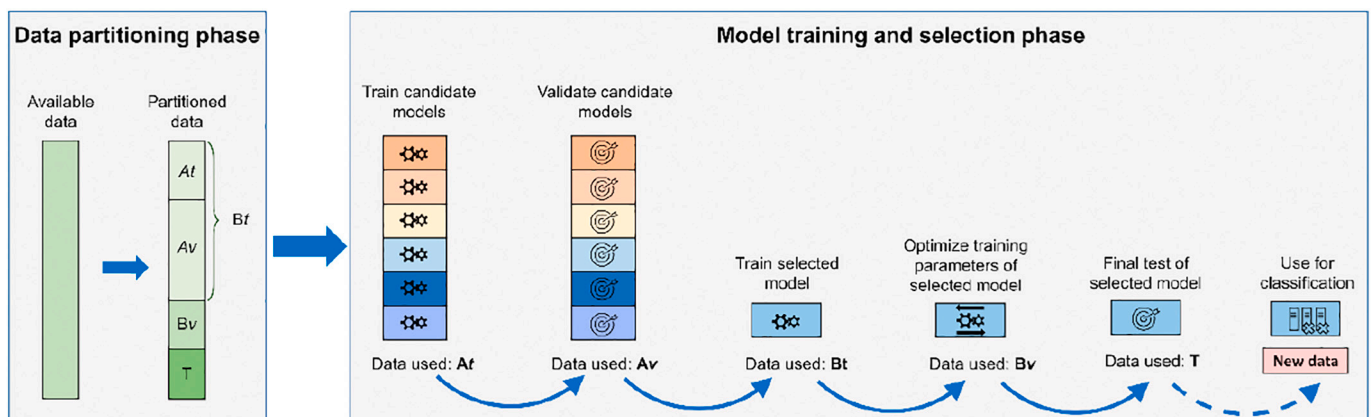 Data partitioning phase
Available
data
Partitioned
data
At
Av
Bt
Bv
T
Model training and selection phase
Train candidate
models
Data used: At
Validate candidate
models
Data used: Av
Train selected
model
Data used: Bt
Optimize training
parameters of
selected model
Data used: Bv
Final test of
selected model
Data used: T
Use for
classification
New data